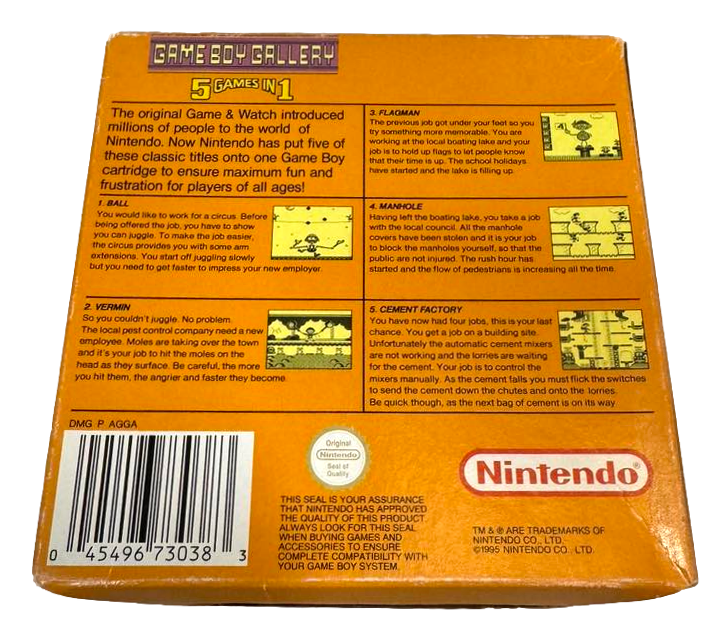 GAME BOY GALLERY
5 GAMES IN 1
The original Game & Watch introduced
millions of people to the world of
Nintendo. Now Nintendo has put five of
these classic titles onto one Game Boy
cartridge to ensure maximum fun and
frustration for players of all ages!
1. BALL
You would like to work for a circus. Before
being offered the job, you have to show
you can juggle. To make the job easier,
the circus provides you with some arm
extensions. You start off juggling slowly
but you need to get faster to impress your new employer.
2. VERMIN
So you couldn't juggle. No problem.
The local pest control company need a new
employee. Moles are taking over the town
and it's your job to hit the moles on the
head as they surface. Be careful, the more
you hit them, the angrier and faster they become
3. FLAGMAN
The previous job got under your feet so you
try something more memorable. You are
working at the local boating lake and your
job is to hold up flags to let people know
that their time is up. The school holidays
have started and the lake is filling up.
4. MANHOLE
Having left the boating lake, you take a job
with the local council. All the manhole
covers have been stolen and it is your job
to block the manholes yourself, so that the
public are not injured. The rush hour has
started and the flow of pedestrians is increasing all the time.
5. CEMENT FACTORY
You have now had four jobs, this is your last
chance. You get a job on a building site.
Unfortunately the automatic cement mixers
are not working and the lorries are waiting
for the cement. Your job is to control the
mixers manually. As the cement falls you must flick the switches
to send the cement down the chutes and onto the lorries.
Be quick though, as the next bag of cement is on its way
DMG P AGGA
0 45496 73038 3
Original
Nintendo
Seal of
Quality
THIS SEAL IS YOUR ASSURANCE
THAT NINTENDO HAS APPROVED
THE QUALITY OF THIS PRODUCT.
ALWAYS LOOK FOR THIS SEAL
WHEN BUYING GAMES AND
ACCESSORIES TO ENSURE
COMPLETE COMPATIBILITY WITH
YOUR GAME BOY SYSTEM.
Nintendo®
TM & ® ARE TRADEMARKS OF
NINTENDO CO., LTD.
©1995 NINTENDO CO., LTD.